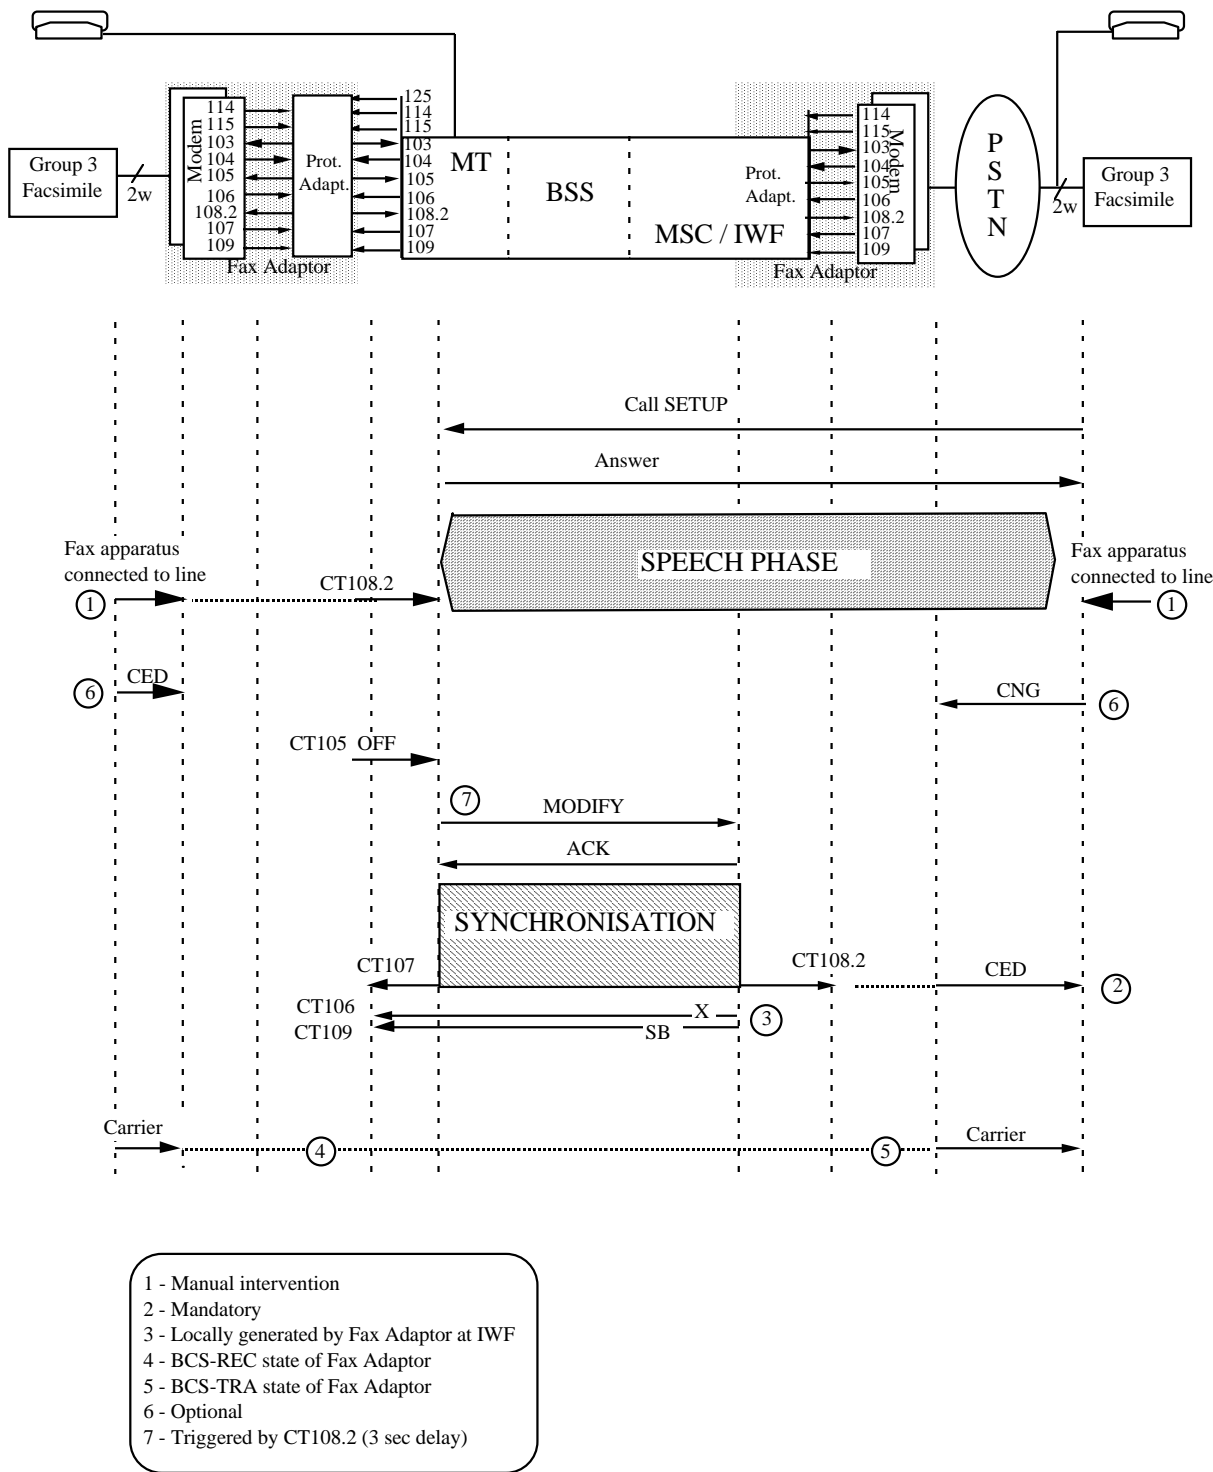 125
114
115
103
104
105
106
108.2
107
109
Modem
Prot.
Adapt.
114
115
103
104
105
106
108.2
107
109
Group 3
Facsimile
2w
Fax Adaptor
MT
BSS
MSC / IWF
Prot.
Adapt.
114
115
103
104
105
106
108.2
107
109
Modem
Fax Adaptor
P
S
T
N
2w
Group 3
Facsimile
Call SETUP
Answer
SPEECH PHASE
Fax apparatus
connected to line
1
CT108.2
Fax apparatus
connected to line
1
6
CED
CNG
6
CT105 OFF
7
MODIFY
ACK
SYNCHRONISATION
CT107
CT108.2
CED
2
CT106
X
3
CT109
SB
Carrier
4
5
Carrier
1 - Manual intervention
2 - Mandatory
3 - Locally generated by Fax Adaptor at IWF
4 - BCS-REC state of Fax Adaptor
5 - BCS-TRA state of Fax Adaptor
6 - Optional
7 - Triggered by CT108.2 (3 sec delay)